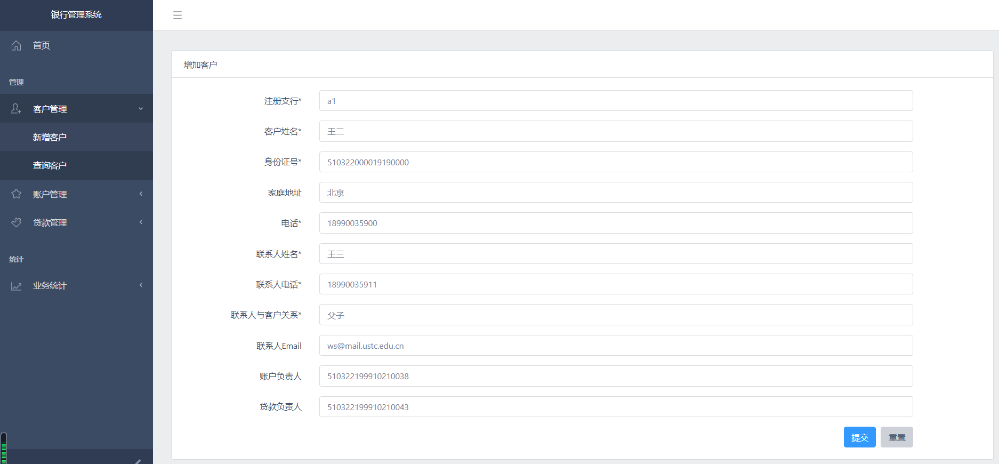 银行管理系统
首页
管理
客户管理
新增客户
查询客户
账户管理
贷款管理
统计
业务统计
增加客户
注册支行* a1
客户姓名* 王二
身份证号* 510322000019190000
家庭地址 北京
电话* 18990035900
联系人姓名* 王三
联系人电话* 18990035911
联系人与客户关系* 父子
联系人Email ws@mail.ustc.edu.cn
账户负责人 510322199910210038
贷款负责人 510322199910210043
提交 重置